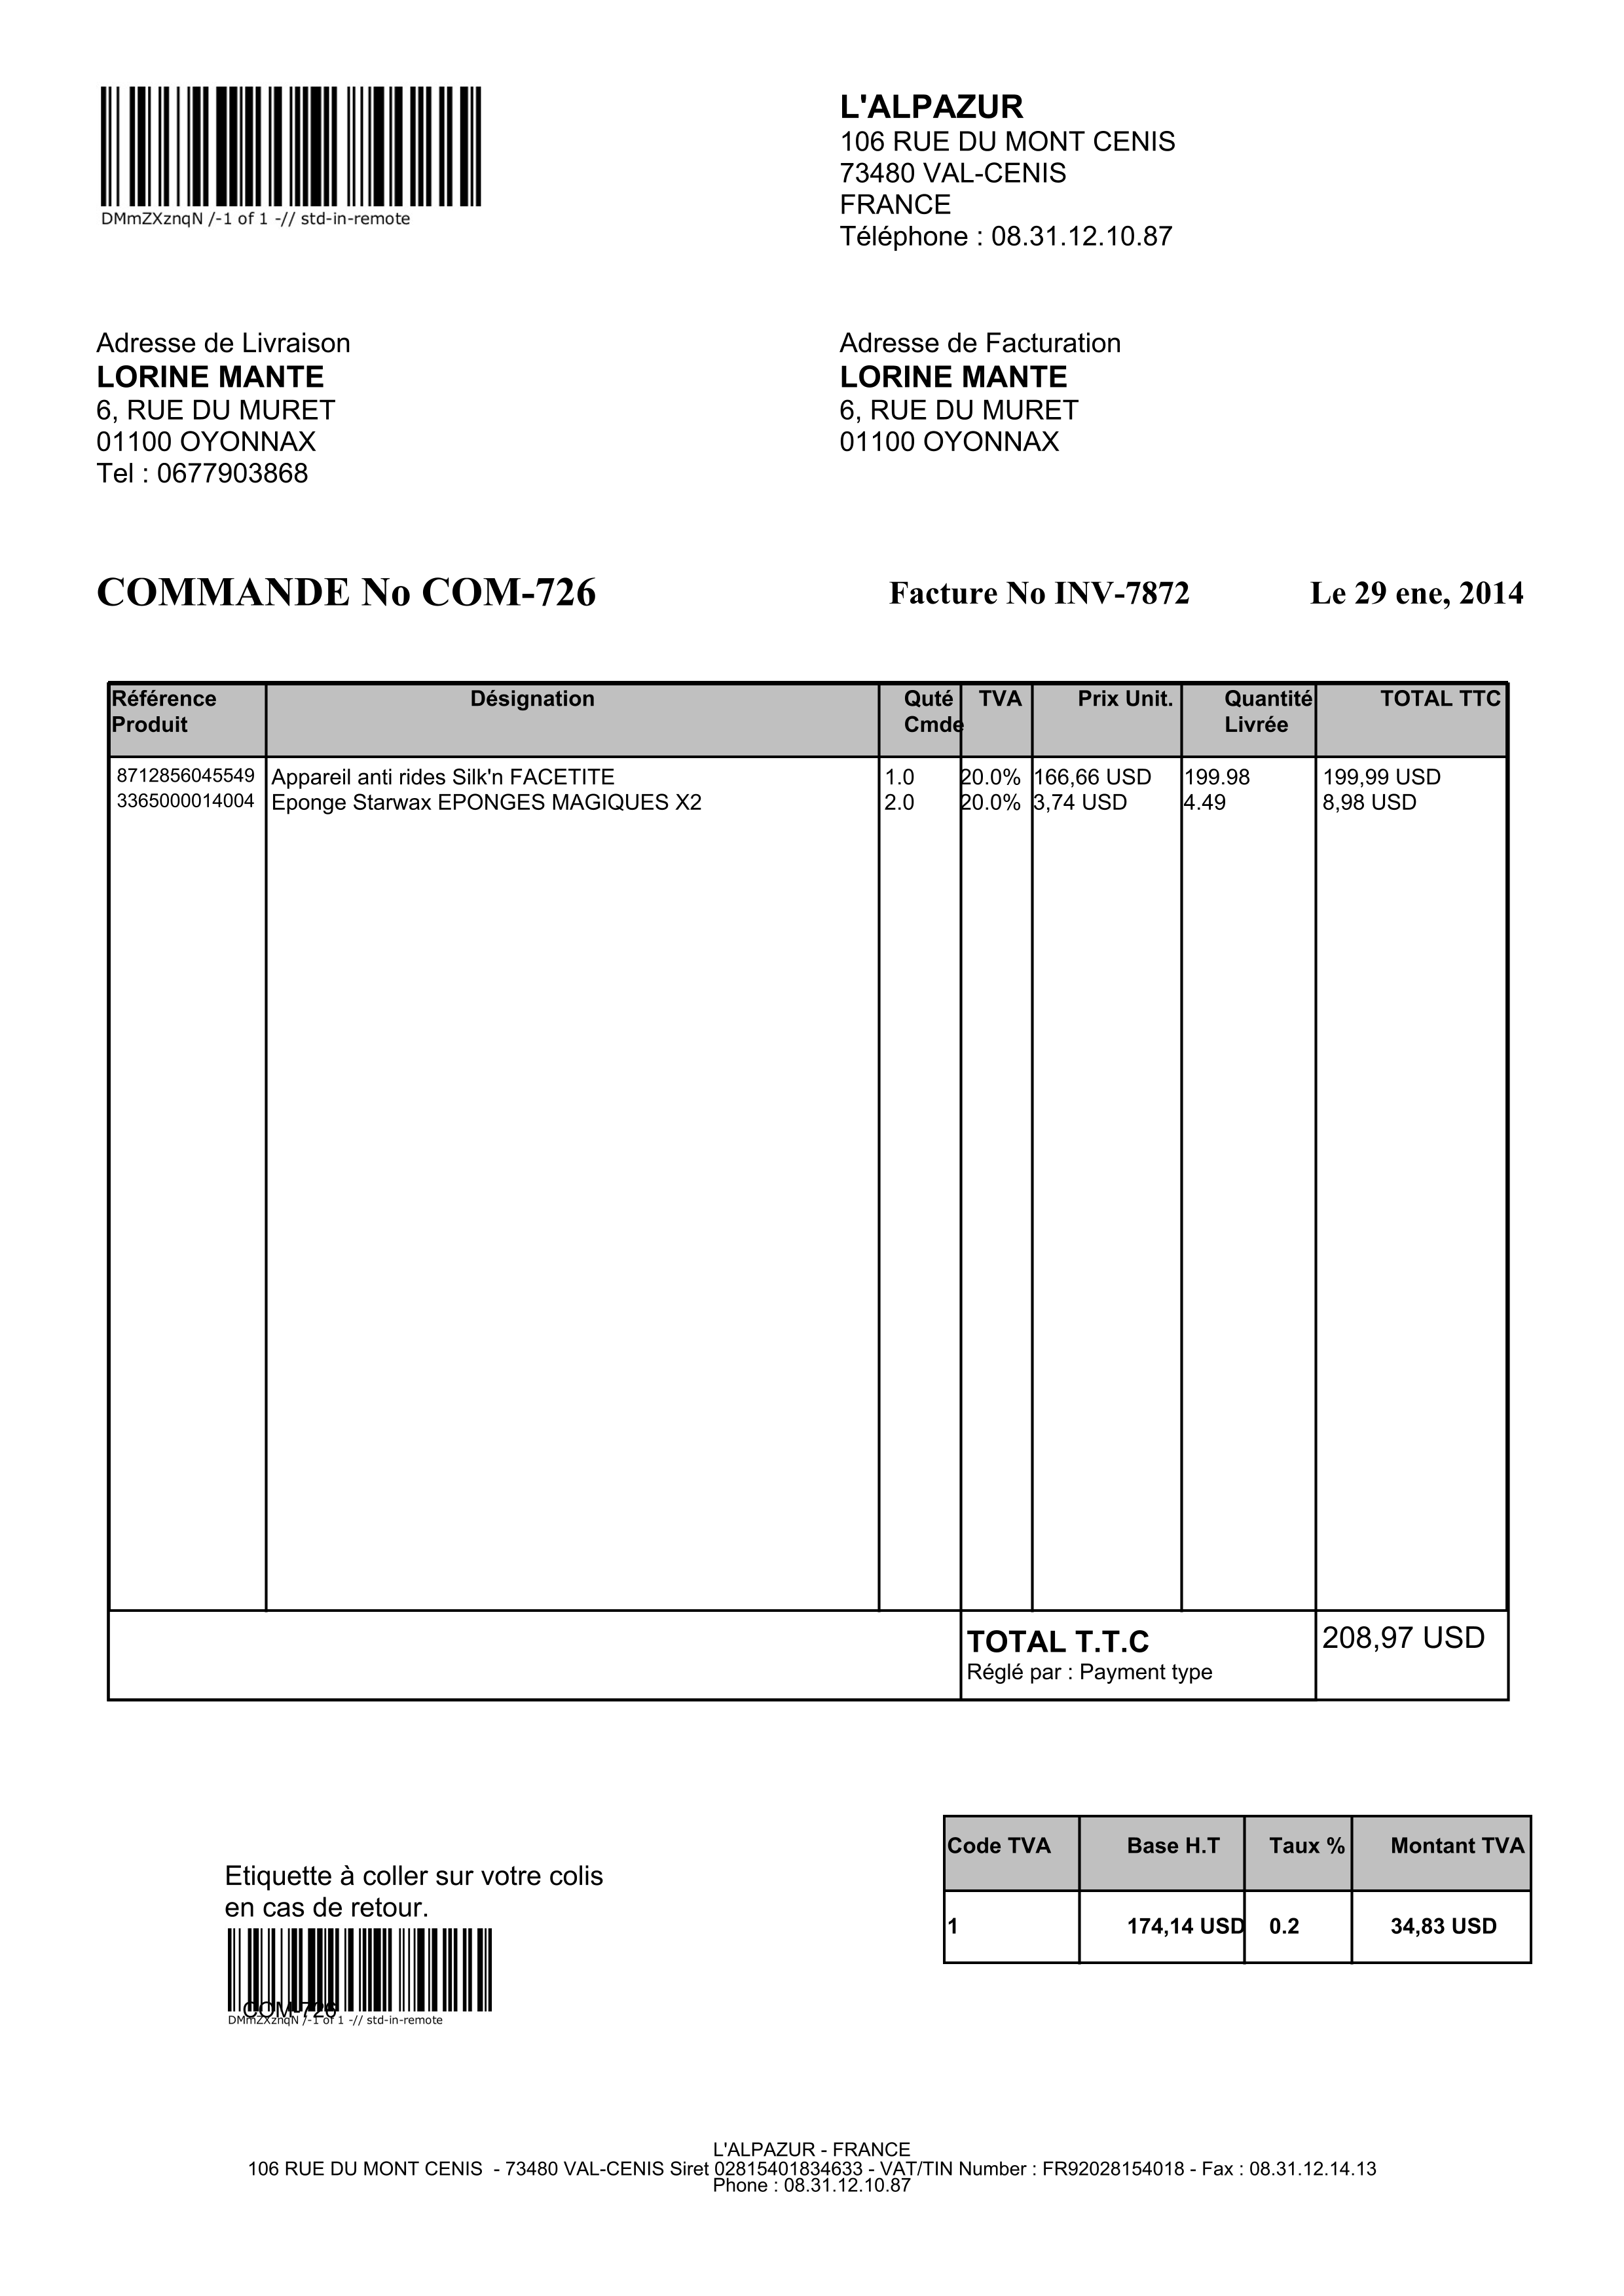 DMmZXznqN /-1 of 1 -// std-in-remote
L'ALPAZUR
106 RUE DU MONT CENIS
73480 VAL-CENIS
FRANCE
Téléphone : 08.31.12.10.87
Adresse de Livraison
LORINE MANTE
6, RUE DU MURET
01100 OYONNAX
Tel : 0677903868
Adresse de Facturation
LORINE MANTE
6, RUE DU MURET
01100 OYONNAX
COMMANDE No COM-726 Facture No INV-7872 Le 29 ene, 2014
Référence Produit Désignation Quté Cmde TVA Prix Unit. Quantité Livrée TOTAL TTC
8712856045549 Appareil anti rides Silk'n FACETITE 1.0 20.0% 166,66 USD 199.98 199,99 USD
3365000014004 Eponge Starwax EPONGES MAGIQUES X2 2.0 20.0% 3,74 USD 4.49 8,98 USD
TOTAL T.T.C 208,97 USD
Réglé par : Payment type
Code TVA Base H.T Taux % Montant TVA
1 174,14 USD 0.2 34,83 USD
Etiquette à coller sur votre colis
en cas de retour.
COM-726
DMmZXznqN /-1 of 1 -// std-in-remote
L'ALPAZUR - FRANCE
106 RUE DU MONT CENIS - 73480 VAL-CENIS Siret 02815401834633 - VAT/TIN Number : FR92028154018 - Fax : 08.31.12.14.13
Phone : 08.31.12.10.87